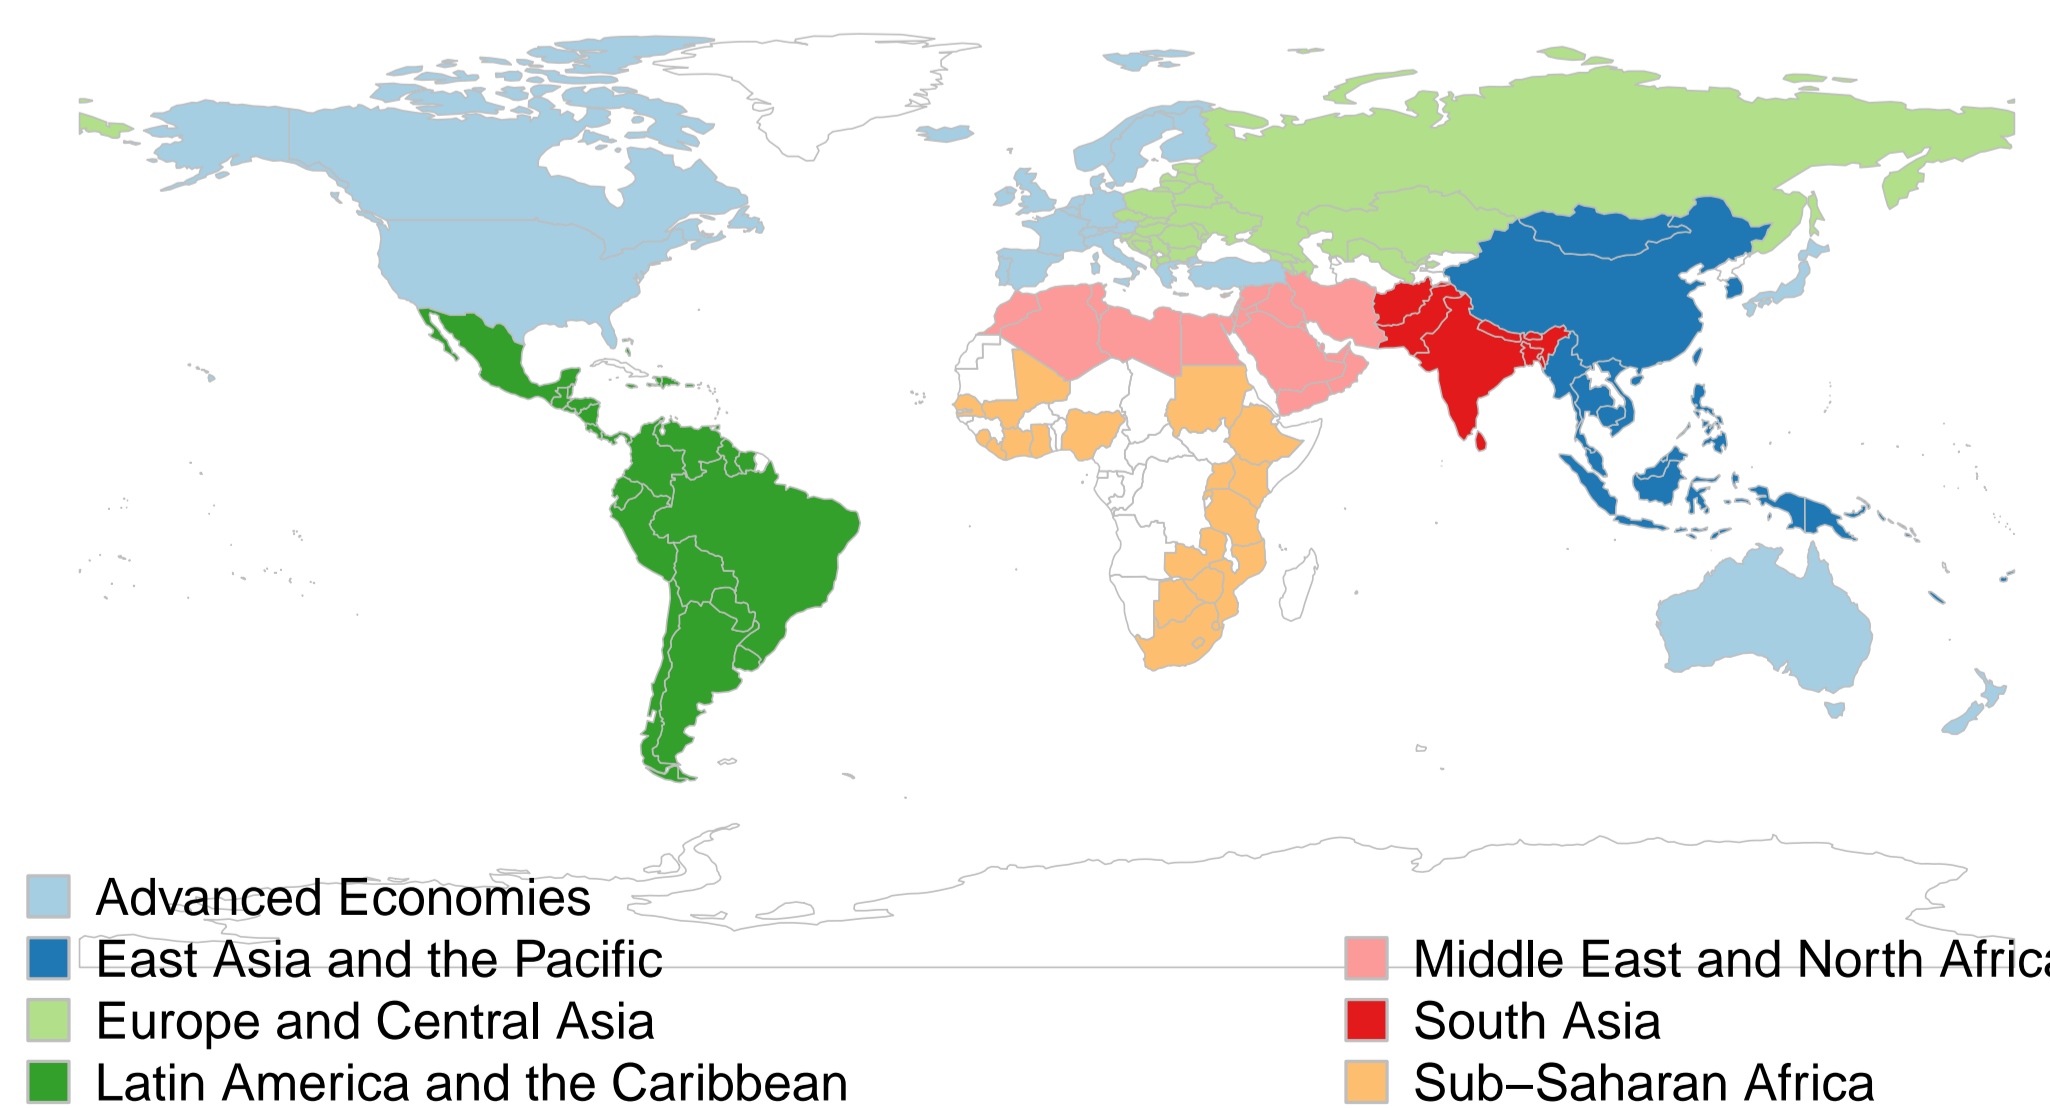 Advanced Economies
East Asia and the Pacific
Europe and Central Asia
Latin America and the Caribbean
Middle East and North Africa
South Asia
Sub–Saharan Africa